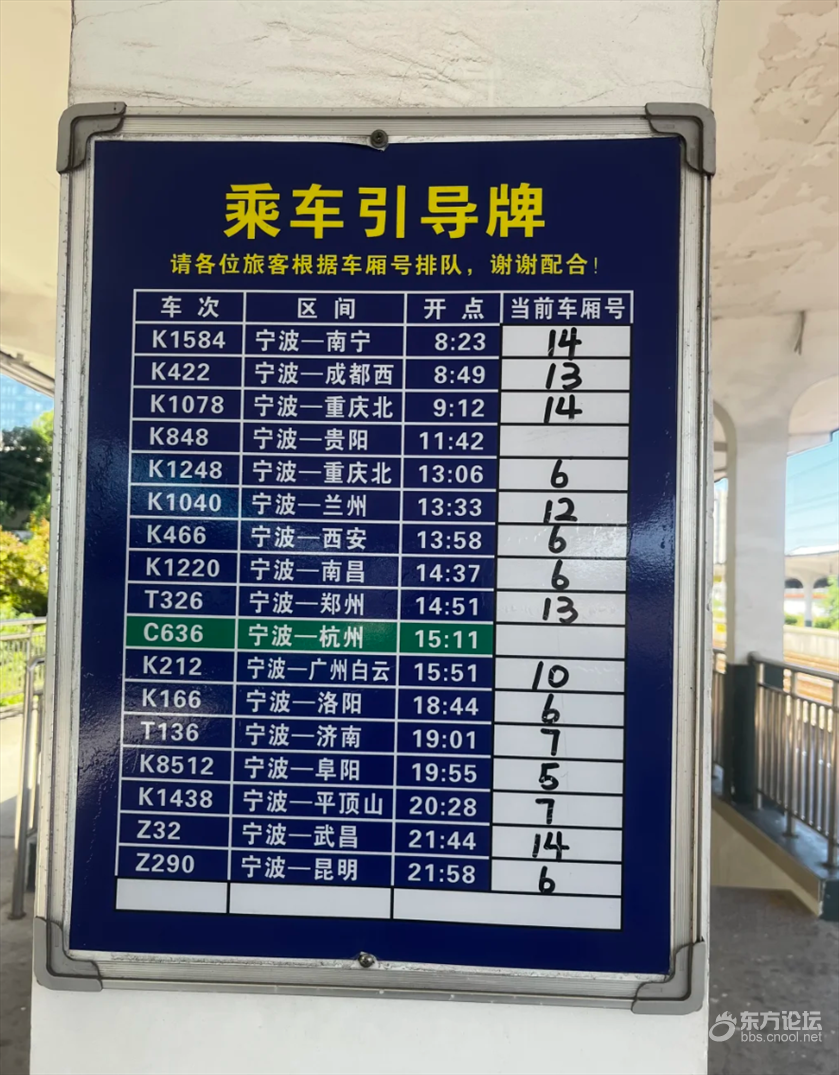 乘车引导牌
请各位旅客根据车厢号排队，谢谢配合！
车次 区间 开点 当前车厢号
K1584 宁波—南宁 8:23 14
K422 宁波—成都西 8:49 13
K1078 宁波—重庆北 9:12 14
K848 宁波—贵阳 11:42
K1248 宁波—重庆北 13:06 6
K1040 宁波—兰州 13:33 12
K466 宁波—西安 13:58 6
K1220 宁波—南昌 14:37 6
T326 宁波—郑州 14:51 13
C636 宁波—杭州 15:11
K212 宁波—广州白云 15:51 10
K166 宁波—洛阳 18:44 6
T136 宁波—济南 19:01 7
K8512 宁波—阜阳 19:55 5
K1438 宁波—平顶山 20:28 7
Z32 宁波—武昌 21:44 14
Z290 宁波—昆明 21:58 6
东方论坛
bbs.cnool.net